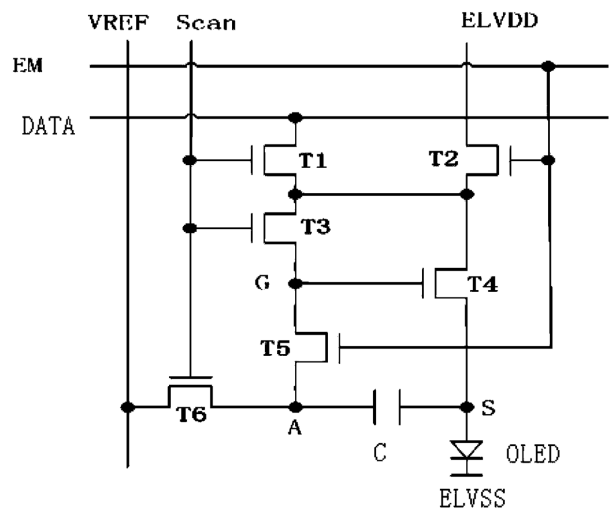 VREF Scan ELVDD
EM
DATA
T1 T2
T3
G T4
T5
T6 A C S
OLED
ELVSS